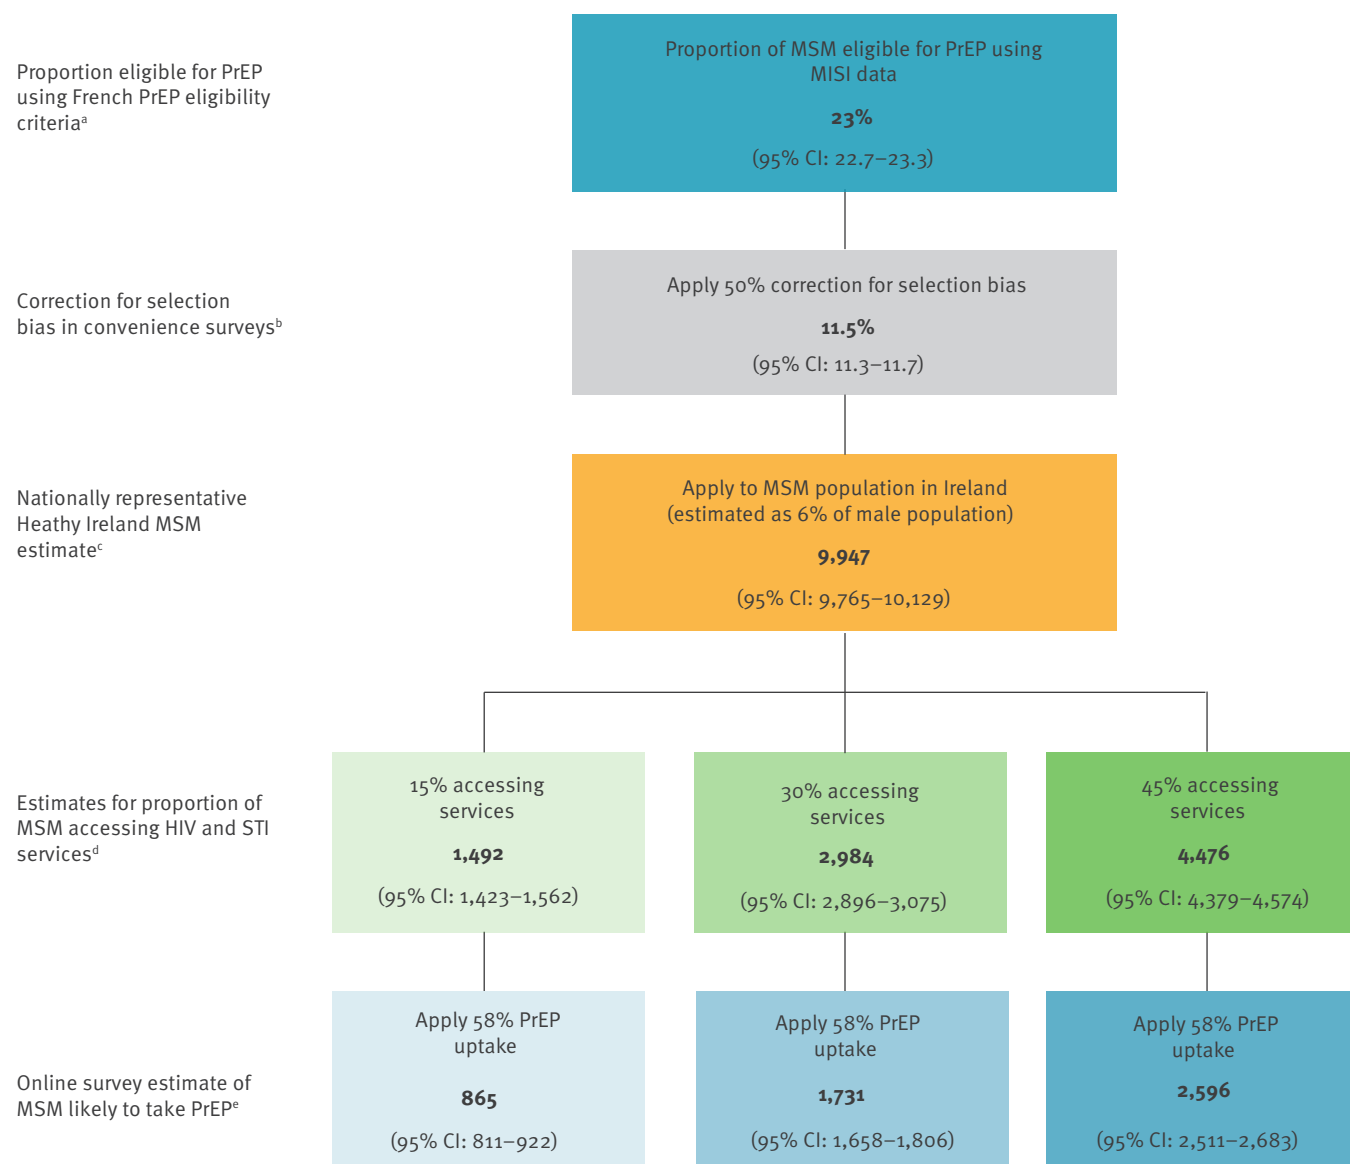 Proportion eligible for PrEP
using French PrEP eligibility
criteriaᵃ
Proportion of MSM eligible for PrEP using
MISI data
23%
(95% CI: 22.7–23.3)
Correction for selection
bias in convenience surveysᵇ
Apply 50% correction for selection bias
11.5%
(95% CI: 11.3–11.7)
Nationally representative
Heathy Ireland MSM
estimateᶜ
Apply to MSM population in Ireland
(estimated as 6% of male population)
9,947
(95% CI: 9,765–10,129)
Estimates for proportion of
MSM accessing HIV and STI
servicesᵈ
15% accessing
services
1,492
(95% CI: 1,423–1,562)
30% accessing
services
2,984
(95% CI: 2,896–3,075)
45% accessing
services
4,476
(95% CI: 4,379–4,574)
Online survey estimate of
MSM likely to take PrEPᵉ
Apply 58% PrEP
uptake
865
(95% CI: 811–922)
Apply 58% PrEP
uptake
1,731
(95% CI: 1,658–1,806)
Apply 58% PrEP
uptake
2,596
(95% CI: 2,511–2,683)